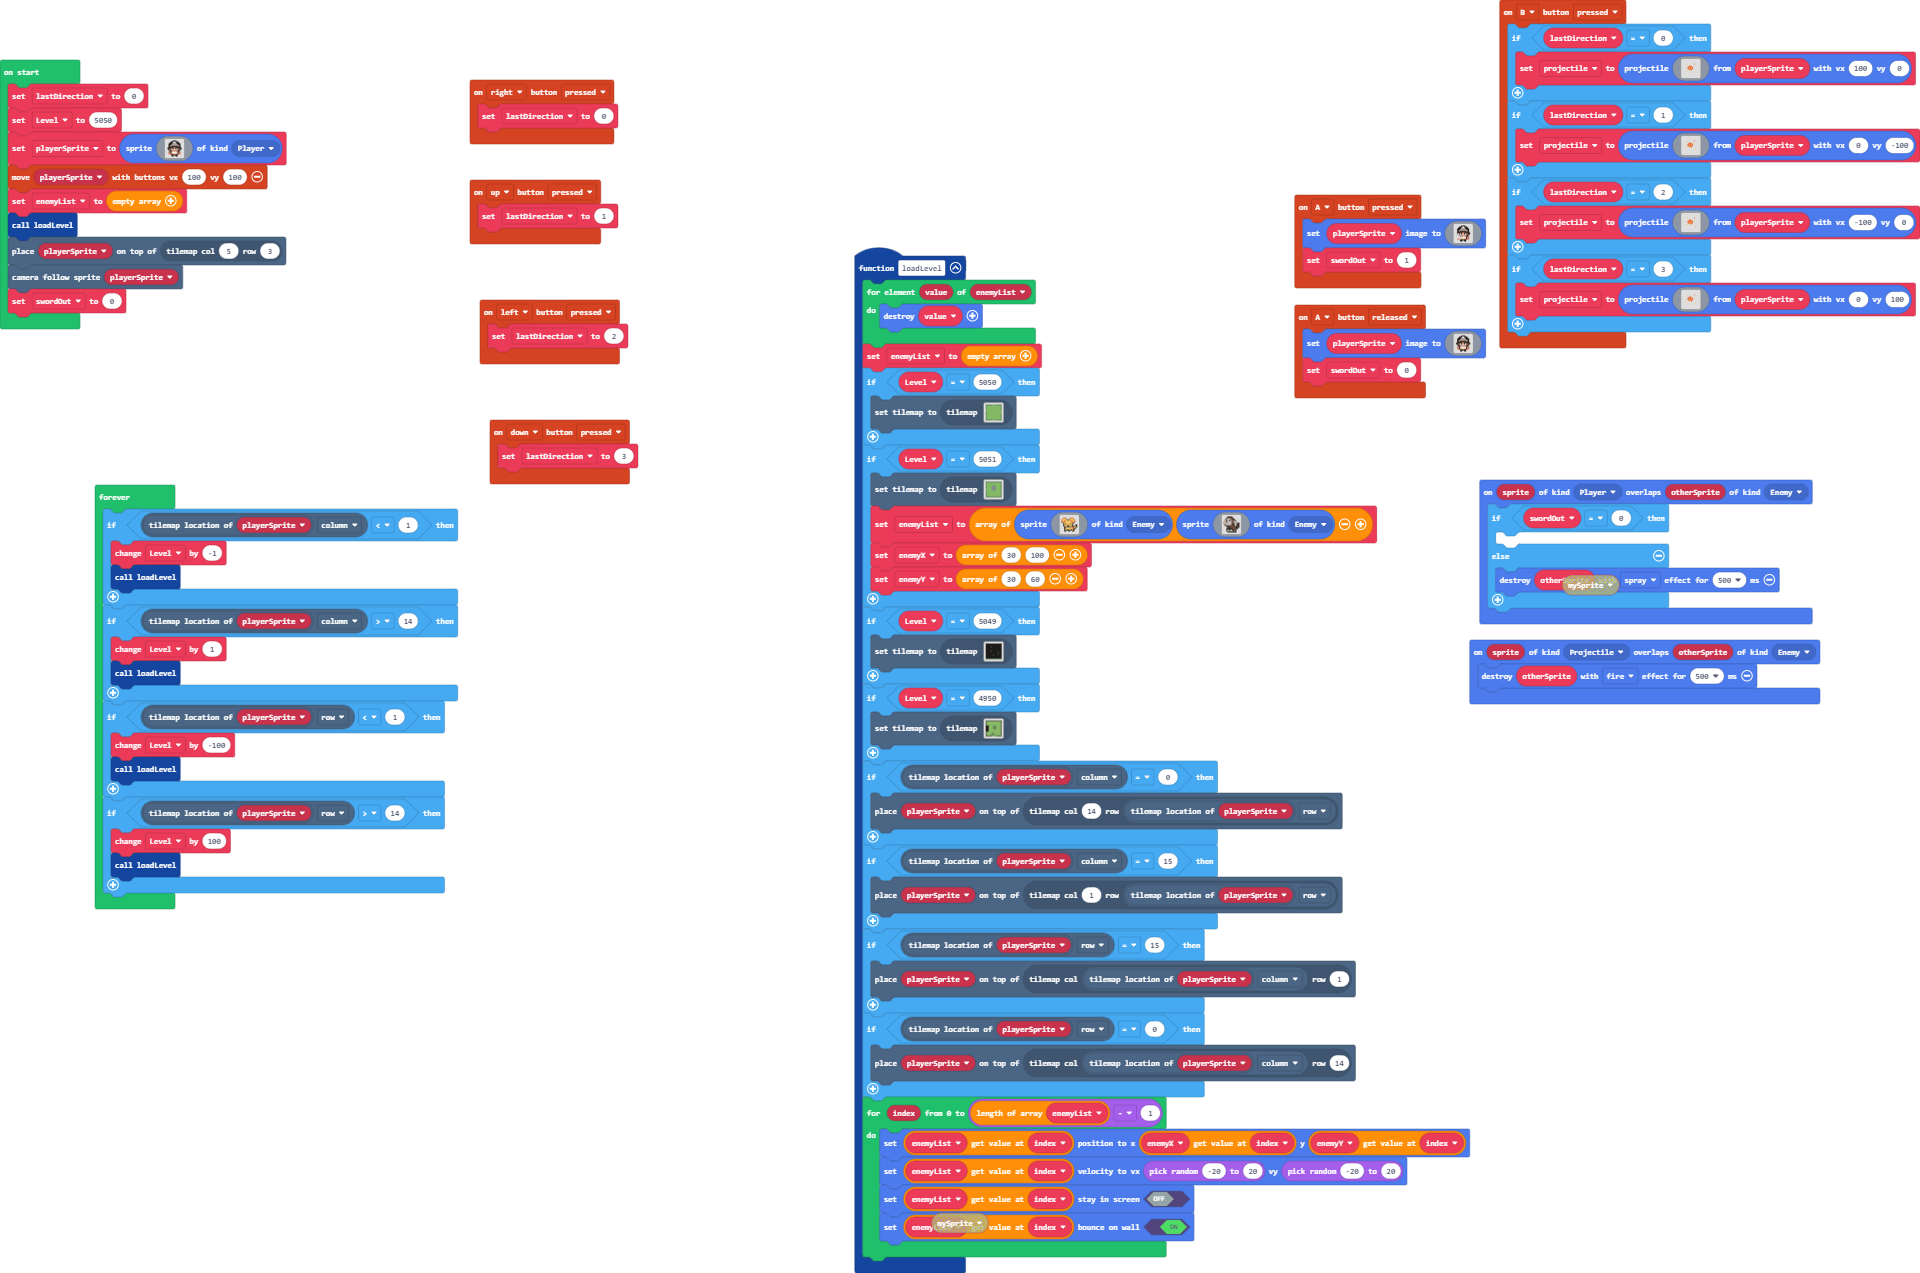 on start
set lastDirection to 0
set Level to 5050
set playerSprite to sprite of kind Player
move playerSprite with buttons vx 100 vy 100
set enemyList to empty array
call loadLevel
place playerSprite on top of tilemap col 5 row 3
camera follow sprite playerSprite
set swordOut to 0
on right button pressed
set lastDirection to 0
on up button pressed
set lastDirection to 1
on left button pressed
set lastDirection to 2
on down button pressed
set lastDirection to 3
forever
if tilemap location of playerSprite column < 1 then
change Level by -1
call loadLevel
if tilemap location of playerSprite column > 14 then
change Level by 1
call loadLevel
if tilemap location of playerSprite row < 1 then
change Level by -100
call loadLevel
if tilemap location of playerSprite row > 14 then
change Level by 100
call loadLevel
function loadLevel
for element value of enemyList
do
destroy value
set enemyList to empty array
if Level = 5050 then
set tilemap to tilemap
if Level = 5051 then
set tilemap to tilemap
set enemyList to array of sprite of kind Enemy sprite of kind Enemy
set enemyX to array of 30 100
set enemyY to array of 30 60
if Level = 5049 then
set tilemap to tilemap
if Level = 4950 then
set tilemap to tilemap
if tilemap location of playerSprite column = 0 then
place playerSprite on top of tilemap col 14 row tilemap location of playerSprite row
if tilemap location of playerSprite column = 15 then
place playerSprite on top of tilemap col 1 row tilemap location of playerSprite row
if tilemap location of playerSprite row = 15 then
place playerSprite on top of tilemap col tilemap location of playerSprite column row 1
if tilemap location of playerSprite row = 0 then
place playerSprite on top of tilemap col tilemap location of playerSprite column row 14
for index from 0 to length of array enemyList - 1
do
set enemyList get value at index position to x enemyX get value at index y enemyY get value at index
set enemyList get value at index velocity to vx pick random -20 to 20 vy pick random -20 to 20
set enemyList get value at index stay in screen OFF
set mySprite value at index bounce on wall ON
on A button pressed
set playerSprite image to
set swordOut to 1
on A button released
set playerSprite image to
set swordOut to 0
on B button pressed
if lastDirection = 0 then
set projectile to projectile from playerSprite with vx 100 vy 0
if lastDirection = 1 then
set projectile to projectile from playerSprite with vx 0 vy -100
if lastDirection = 2 then
set projectile to projectile from playerSprite with vx -100 vy 0
if lastDirection = 3 then
set projectile to projectile from playerSprite with vx 0 vy 100
on sprite of kind Player overlaps otherSprite of kind Enemy
if swordOut = 0 then
else
destroy mySprite spray effect for 500 ms
on sprite of kind Projectile overlaps otherSprite of kind Enemy
destroy otherSprite with fire effect for 500 ms